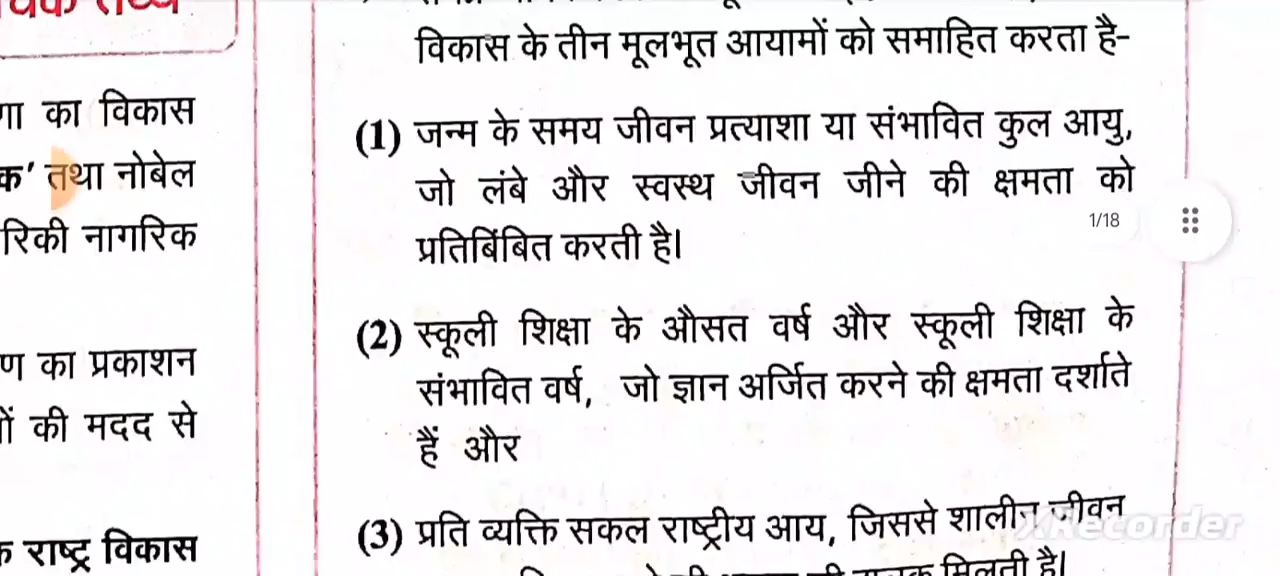 तथ्य
का विकास
तथा नोबेल
नागरिक
का प्रकाशन
की मदद से
राष्ट्र विकास
विकास के तीन मूलभूत आयामों को समाहित करता है-
(1) जन्म के समय जीवन प्रत्याशा या संभावित कुल आयु,
जो लंबे और स्वस्थ जीवन जीने की क्षमता को
प्रतिबिंबित करती है।
(2) स्कूली शिक्षा के औसत वर्ष और स्कूली शिक्षा के
संभावित वर्ष, जो ज्ञान अर्जित करने की क्षमता दर्शाते
हैं और
(3) प्रति व्यक्ति सकल राष्ट्रीय आय, जिससे शालीन जीवन
मिलती है।
1/18
XRecorder